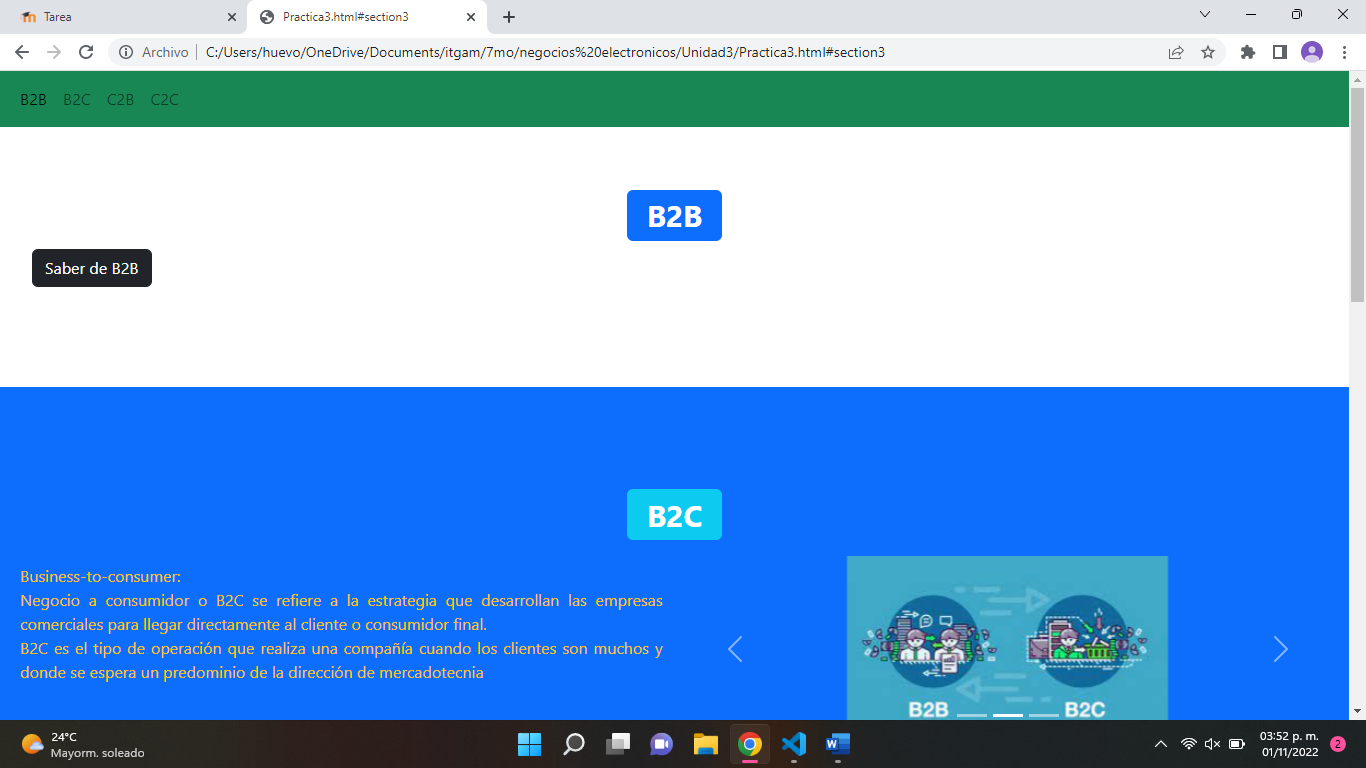 Tarea
Practica3.html#section3
Archivo
C:/Users/huevo/OneDrive/Documents/itgam/7mo/negocios%20electronicos/Unidad3/Practica3.html#section3
B2B B2C C2B C2C
B2B
Saber de B2B
B2C
Business-to-consumer:
Negocio a consumidor o B2C se refiere a la estrategia que desarrollan las empresas
comerciales para llegar directamente al cliente o consumidor final.
B2C es el tipo de operación que realiza una compañía cuando los clientes son muchos y
donde se espera un predominio de la dirección de mercadotecnia
B2B B2C
24°C
Mayorm. soleado
03:52 p. m.
01/11/2022
2